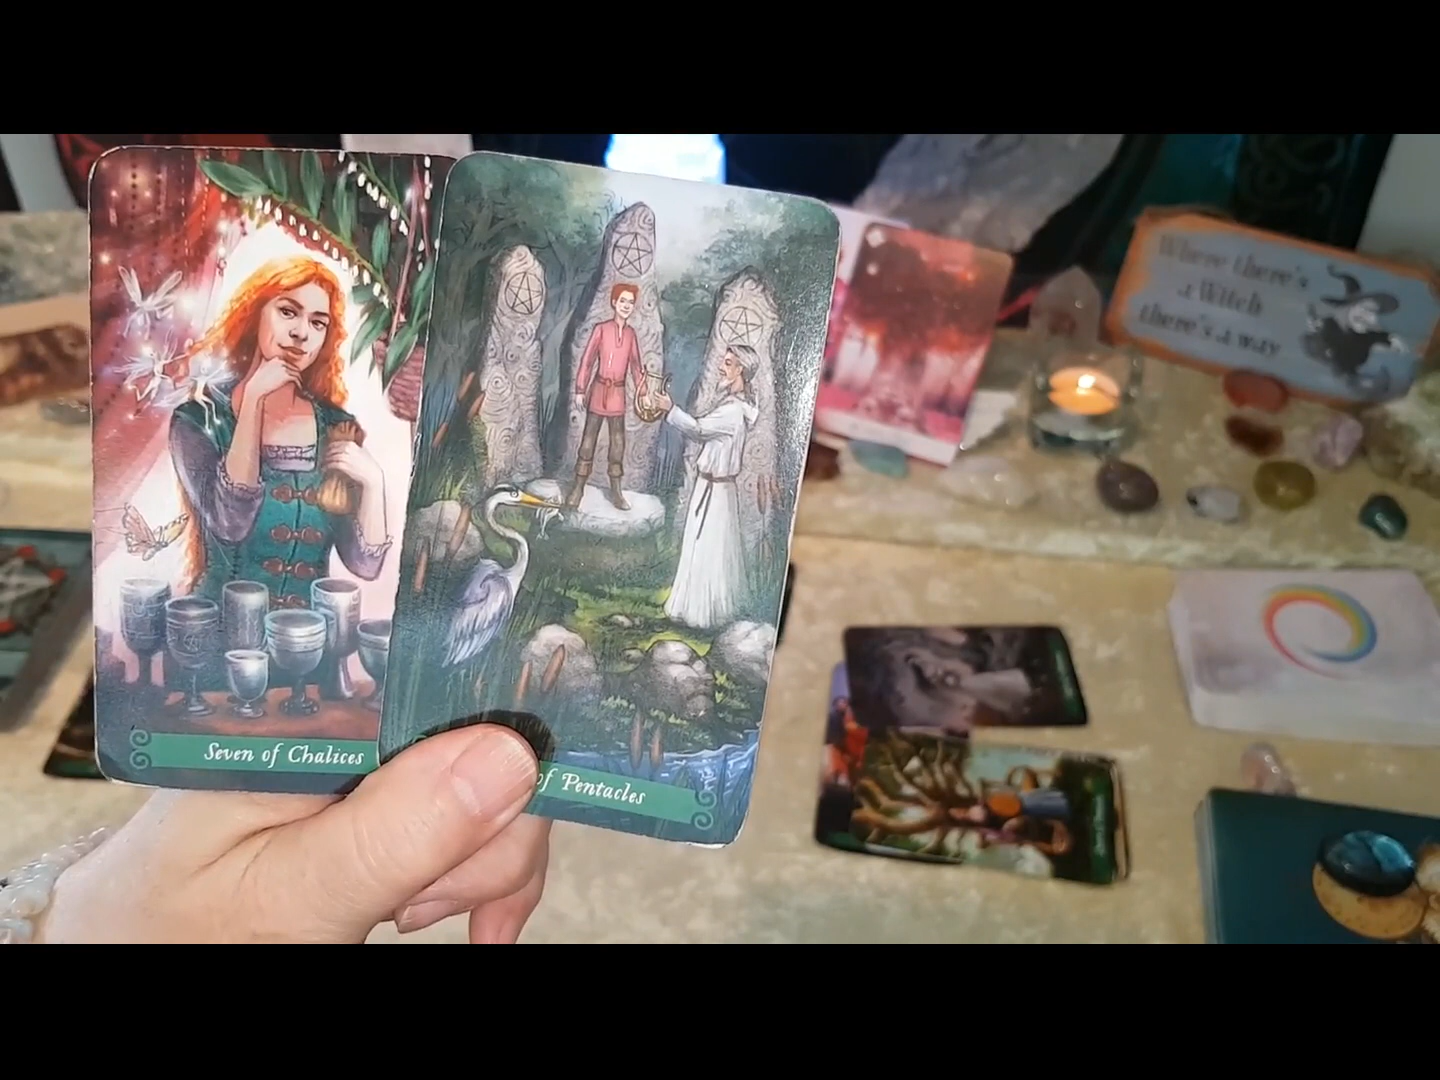 Seven of Chalices
of Pentacles
Where there's
a Witch
there's a way